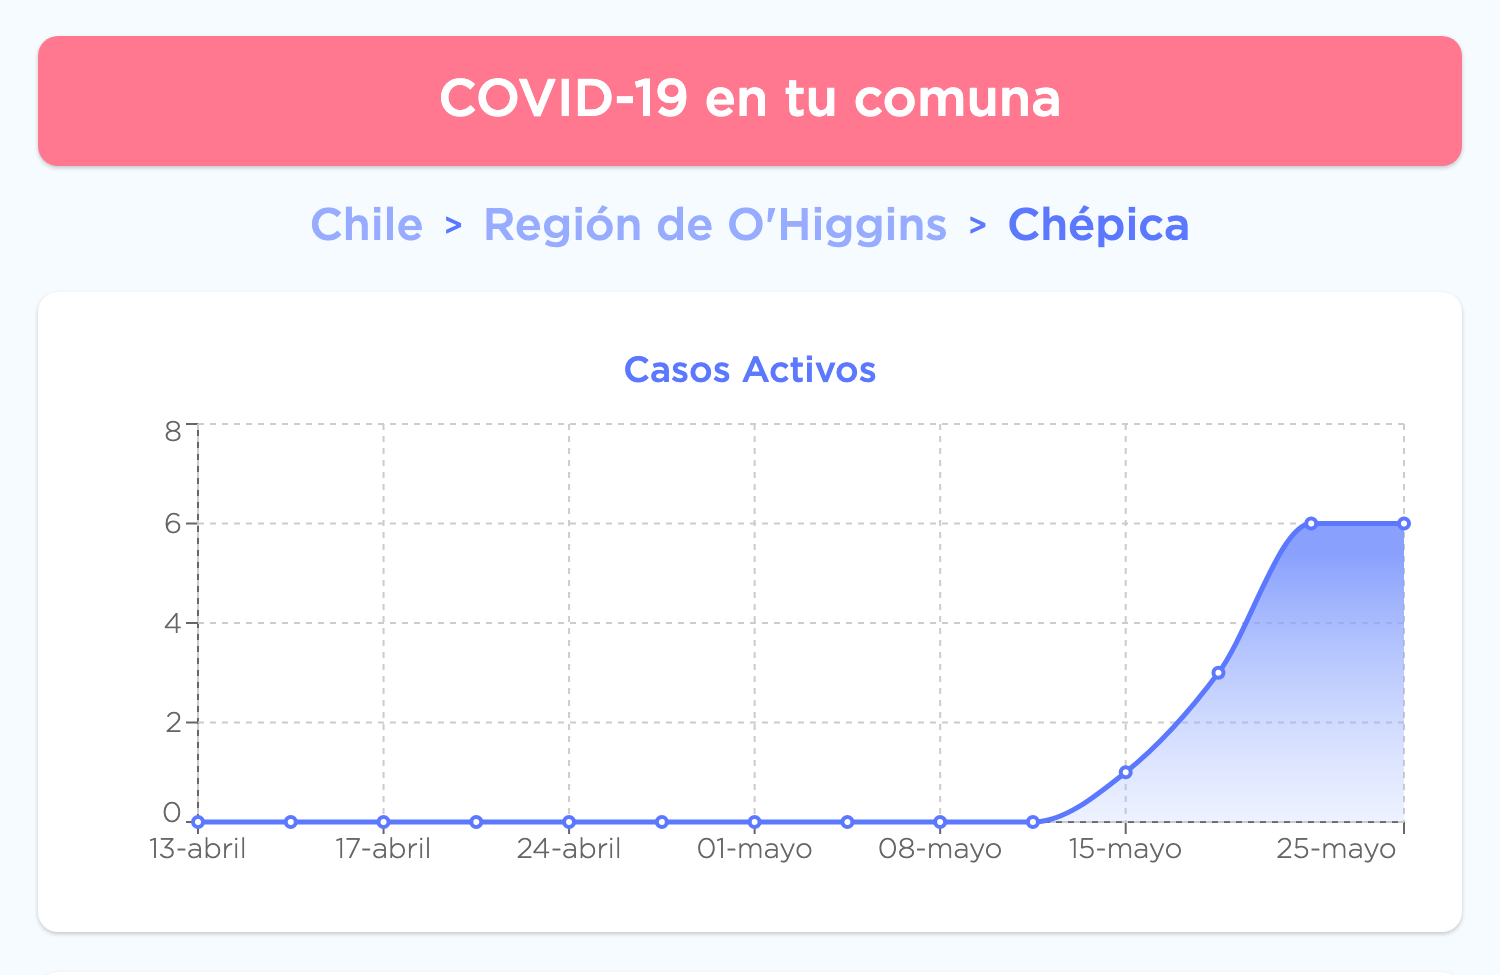 COVID-19 en tu comuna
Chile > Región de O'Higgins > Chépica
Casos Activos
8
6
4
2
0
13-abril 17-abril 24-abril 01-mayo 08-mayo 15-mayo 25-mayo